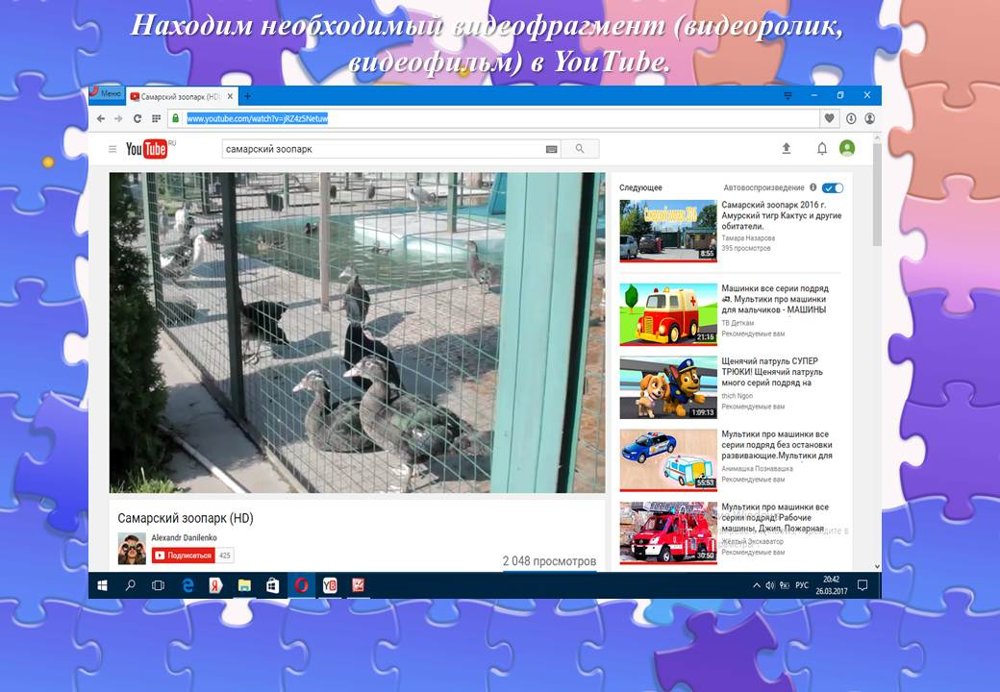 Находим необходимый видеофрагмент (видеоролик,
видеофильм) в YouTube.
Меню
Самарский зоопарк (HD)
www.youtube.com/watch?v=jRZ4z5Netuw
YouTube RU
самарский зоопарк
Следующее
Автовоспроизведение
8:55
Самарский зоопарк 2016 г.
Амурский тигр Кактус и другие
обитатели.
Тамара Назарова
395 просмотров
21:15
Машинки все серии подряд
Мультики про машинки
для мальчиков - МАШИНЫ
ТВ Деткам
Рекомендуемые вам
1:09:13
Щенячий патруль СУПЕР
ТРЮКИ! Щенячий патруль
много серий подряд на
thich Ngon
Рекомендуемые вам
55:53
Мультики про машинки все
серии подряд без остановки
развивающие.Мультики для
Анимашка Познавашка
Рекомендуемые вам
30:50
Мультики про машинки все
серия подряд! Рабочие
машины, Джип, Пожарная
Жёлтый Экскаватор
Рекомендуемые вам
Самарский зоопарк (HD)
Alexandr Danilenko
Подписаться 425
2 048 просмотров
РУС
20:42
26.03.2017